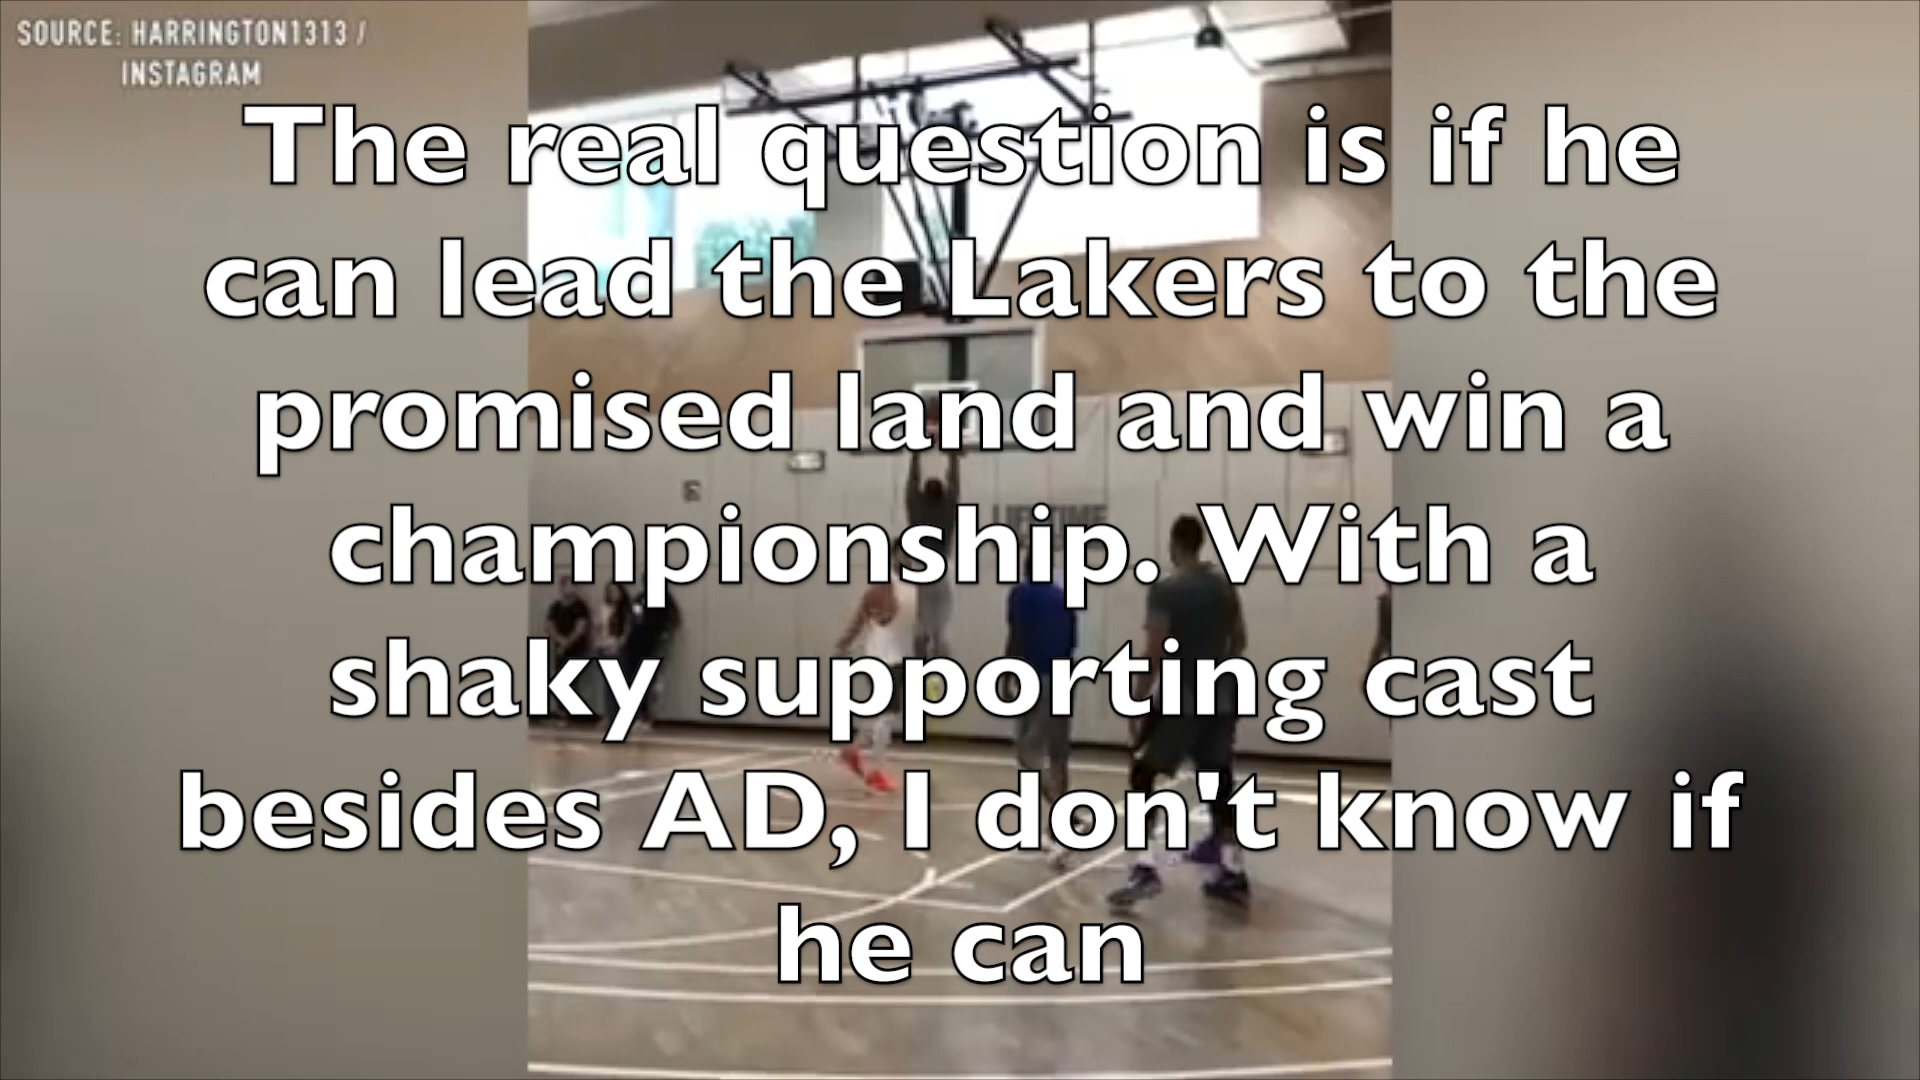 SOURCE: HARRINGTON1313 /
INSTAGRAM
The real question is if he
can lead the Lakers to the
promised land and win a
championship. With a
shaky supporting cast
besides AD, I don't know if
he can